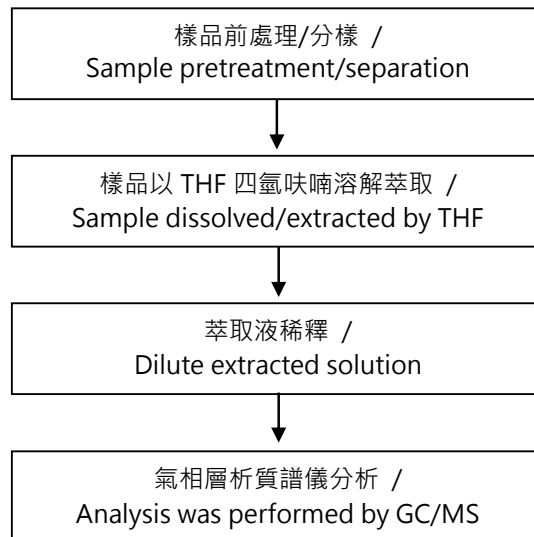 樣品前處理/分樣 /
Sample pretreatment/separation
樣品以 THF 四氫呋喃溶解萃取 /
Sample dissolved/extracted by THF
萃取液稀釋 /
Dilute extracted solution
氣相層析質譜儀分析 /
Analysis was performed by GC/MS